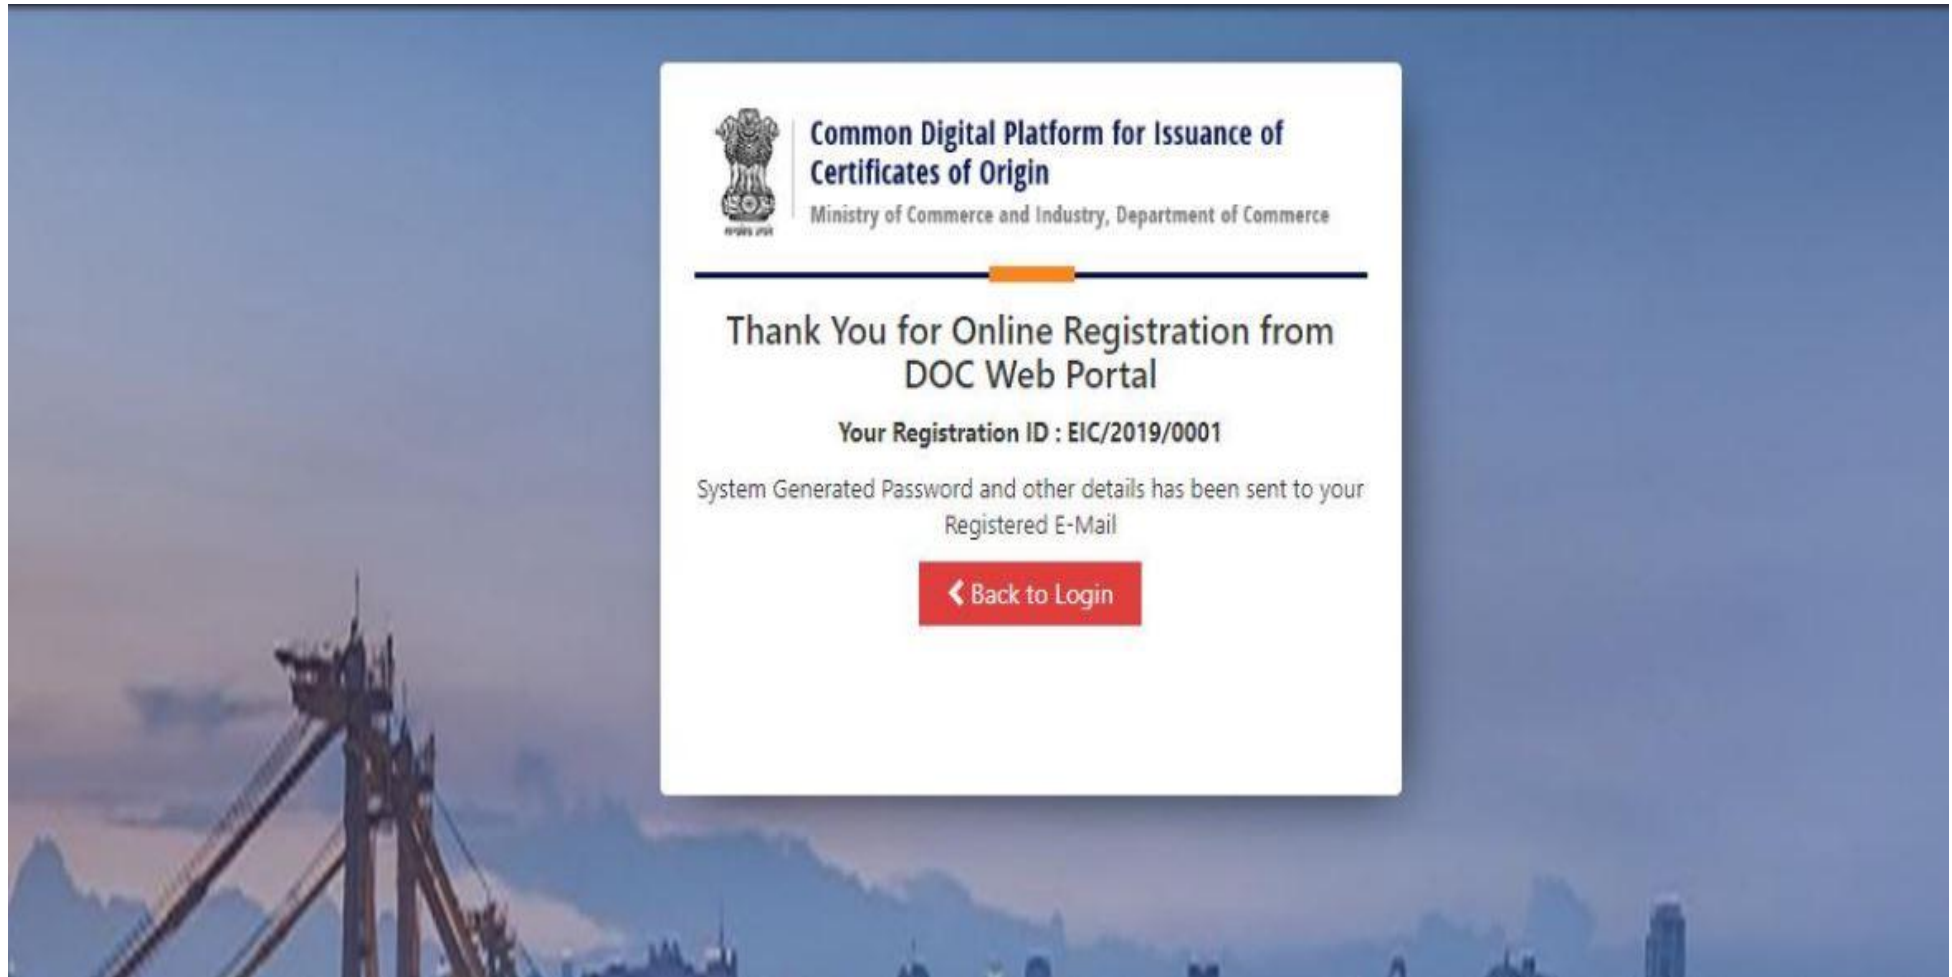 Common Digital Platform for Issuance of
Certificates of Origin
Ministry of Commerce and Industry, Department of Commerce
Thank You for Online Registration from
DOC Web Portal
Your Registration ID : EIC/2019/0001
System Generated Password and other details has been sent to your
Registered E-Mail
Back to Login